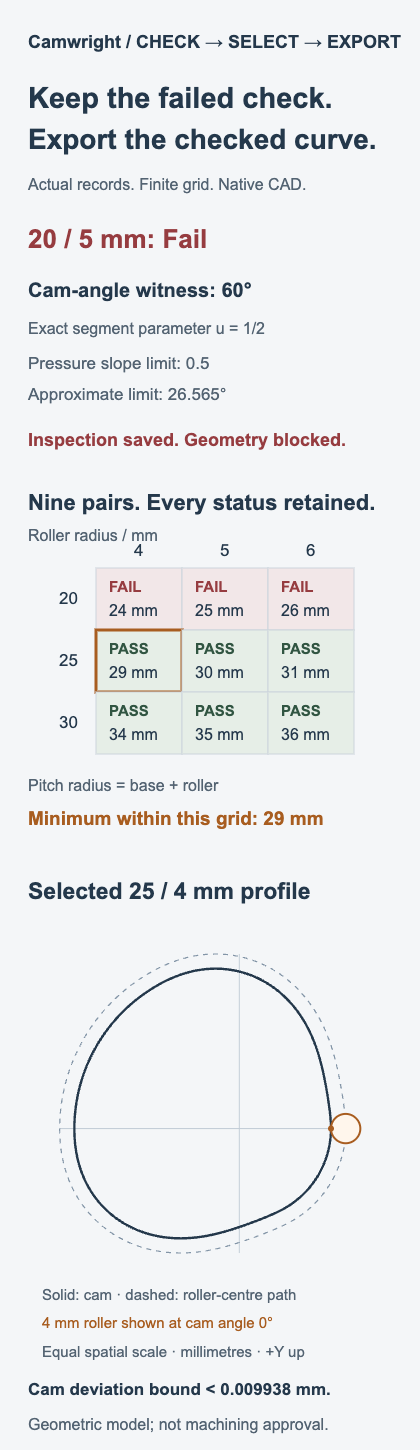 Camwright / CHECK → SELECT → EXPORT
Keep the failed check.
Export the checked curve.
Actual records. Finite grid. Native CAD.
20 / 5 mm: Fail
Cam-angle witness: 60°
Exact segment parameter u = 1/2
Pressure slope limit: 0.5
Approximate limit: 26.565°
Inspection saved. Geometry blocked.
Nine pairs. Every status retained.
Roller radius / mm
4 5 6
20 FAIL FAIL FAIL
24 mm 25 mm 26 mm
25 PASS PASS PASS
29 mm 30 mm 31 mm
30 PASS PASS PASS
34 mm 35 mm 36 mm
Pitch radius = base + roller
Minimum within this grid: 29 mm
Selected 25 / 4 mm profile
Solid: cam · dashed: roller-centre path
4 mm roller shown at cam angle 0°
Equal spatial scale · millimetres · +Y up
Cam deviation bound < 0.009938 mm.
Geometric model; not machining approval.